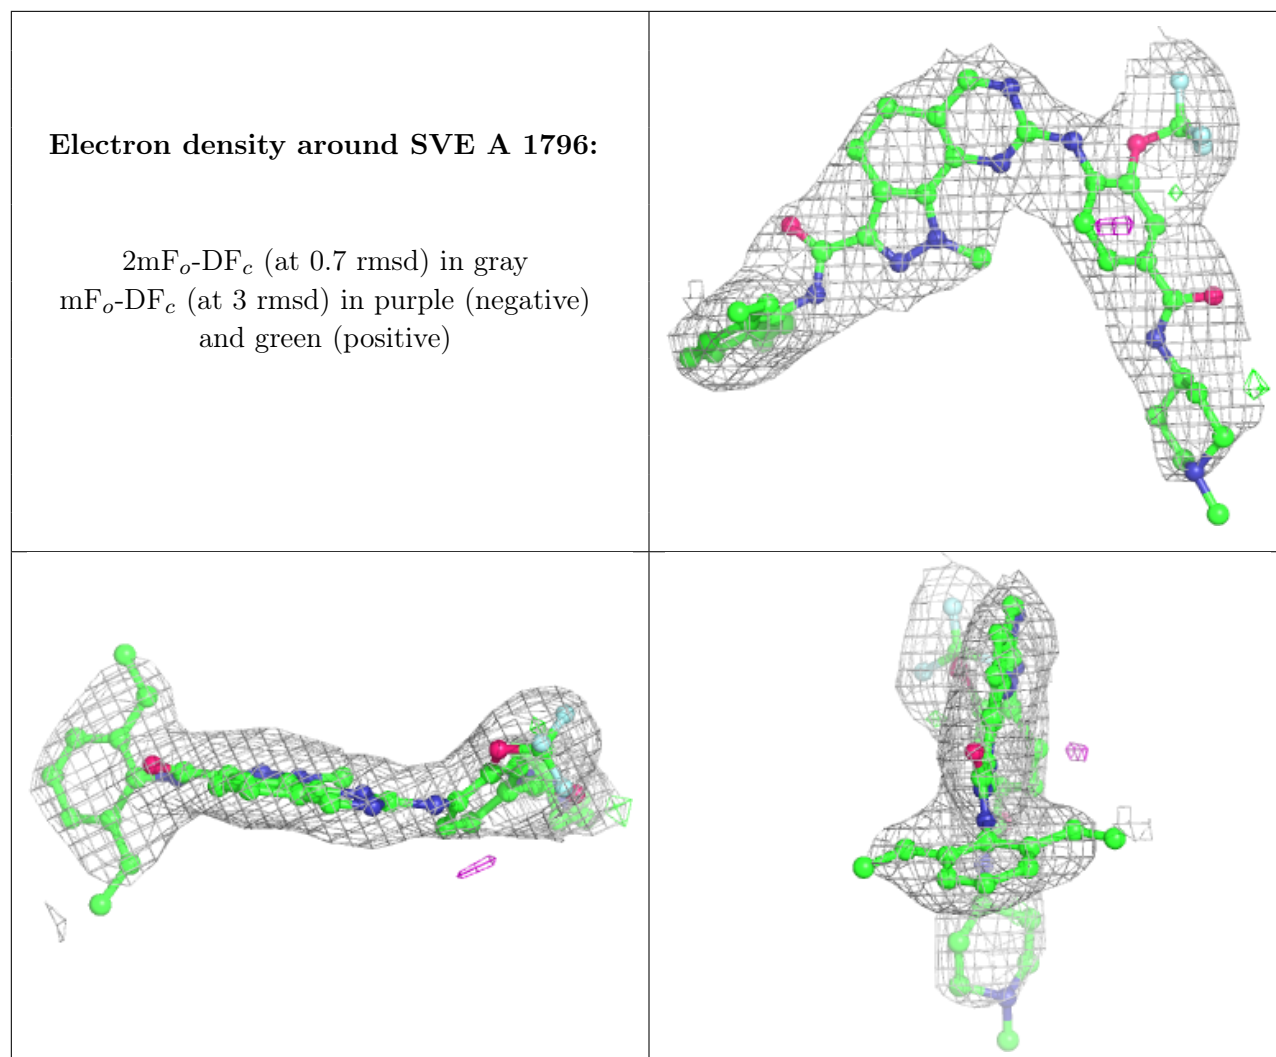 Electron density around SVE A 1796:
2mFo-DFc (at 0.7 rmsd) in gray
mFo-DFc (at 3 rmsd) in purple (negative)
and green (positive)